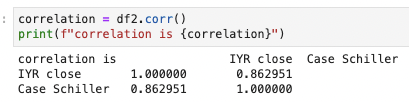 correlation = df2.corr()
print(f"correlation is {correlation}")
correlation is                IYR close  Case Schiller
IYR close       1.000000       0.862951
Case Schiller   0.862951       1.000000